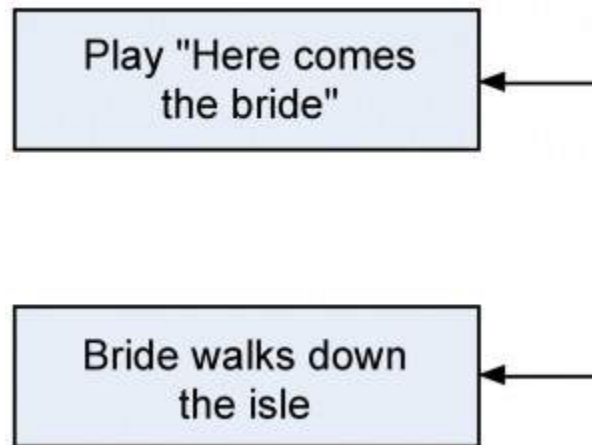 Play "Here comes
the bride"
Bride walks down
the isle